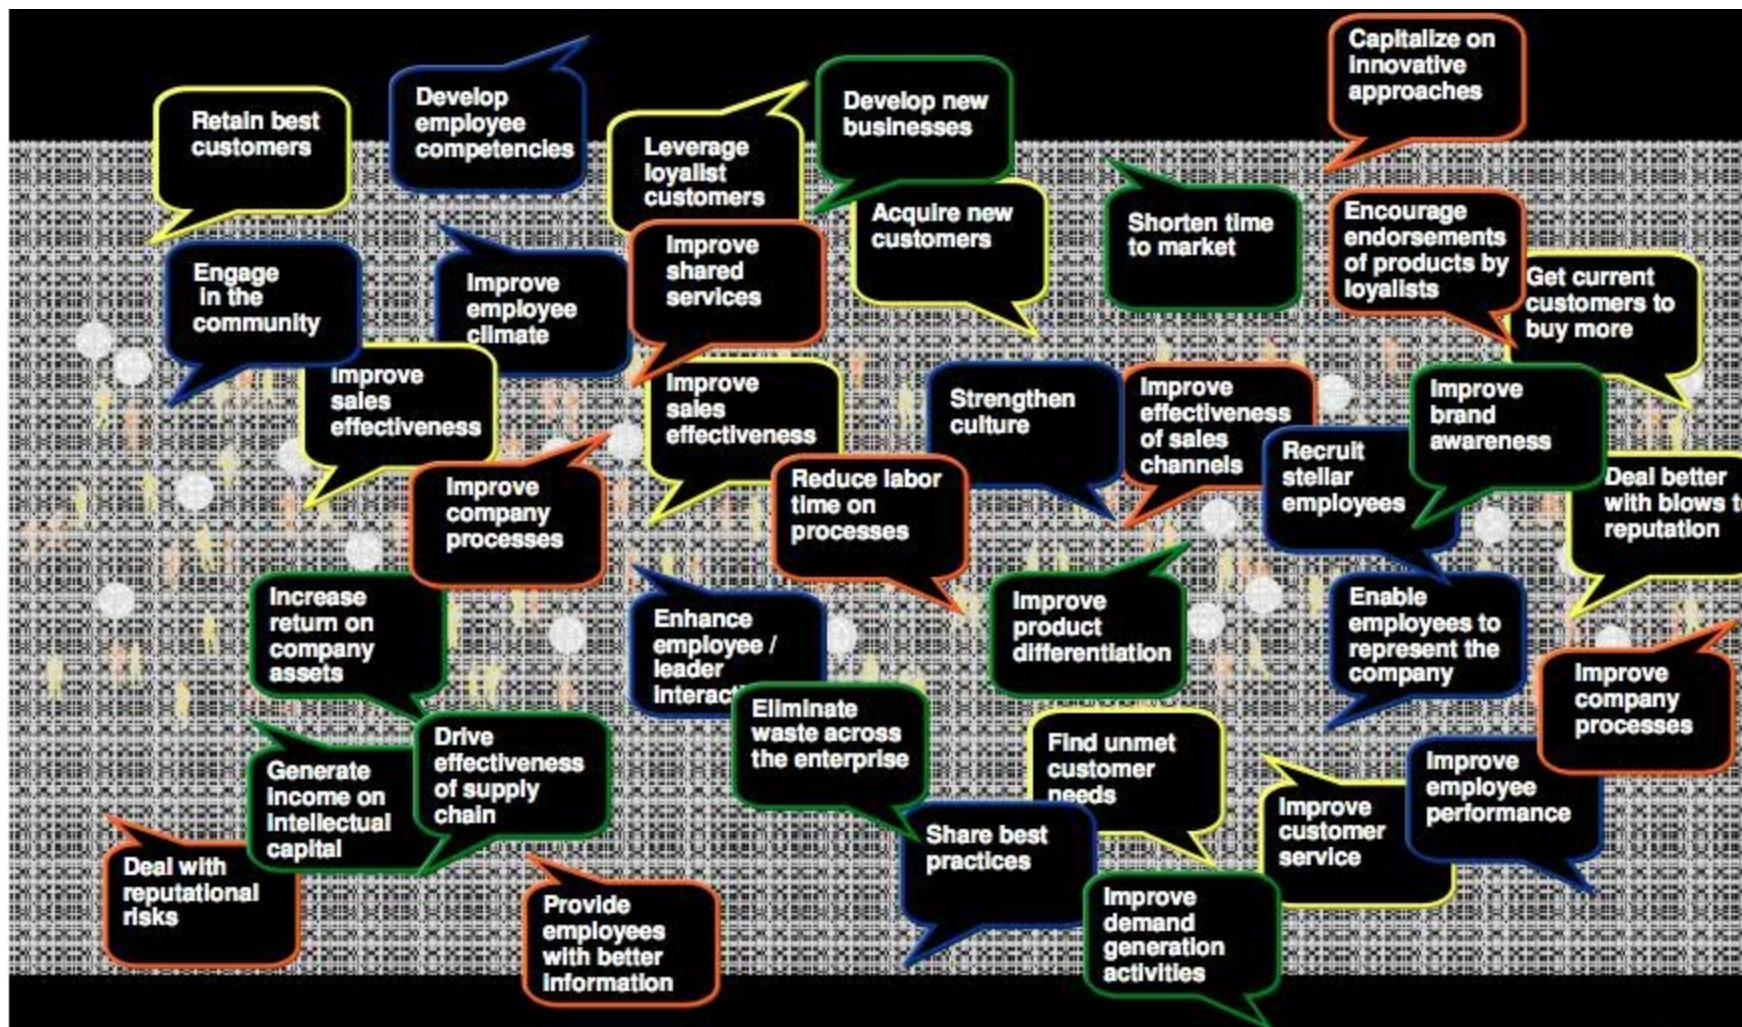 Capitalize on
innovative
approaches
Develop
employee
competencies
Develop new
businesses
Retain best
customers
Leverage
loyalist
customers
Acquire new
customers
Shorten time
to market
Encourage
endorsements
of products by
loyalists
Engage
in the
community
Improve
employee
climate
Improve
shared
services
Get current
customers to
buy more
Improve
sales
effectiveness
Improve
sales
effectiveness
Strengthen
culture
Improve
effectiveness
of sales
channels
Improve
brand
awareness
Recruit
stellar
employees
Improve
company
processes
Reduce labor
time on
processes
Deal better
with blows t
reputation
Increase
return on
company
assets
Enhance
employee /
leader
interact
Improve
product
differentiation
Enable
employees to
represent the
company
Improve
company
processes
Eliminate
waste across
the enterprise
Drive
effectiveness
of supply
chain
Find unmet
customer
needs
Generate
income on
intellectual
capital
Improve
employee
performance
Improve
customer
service
Share best
practices
Deal with
reputational
risks
Provide
employees
with better
information
Improve
demand
generation
activities